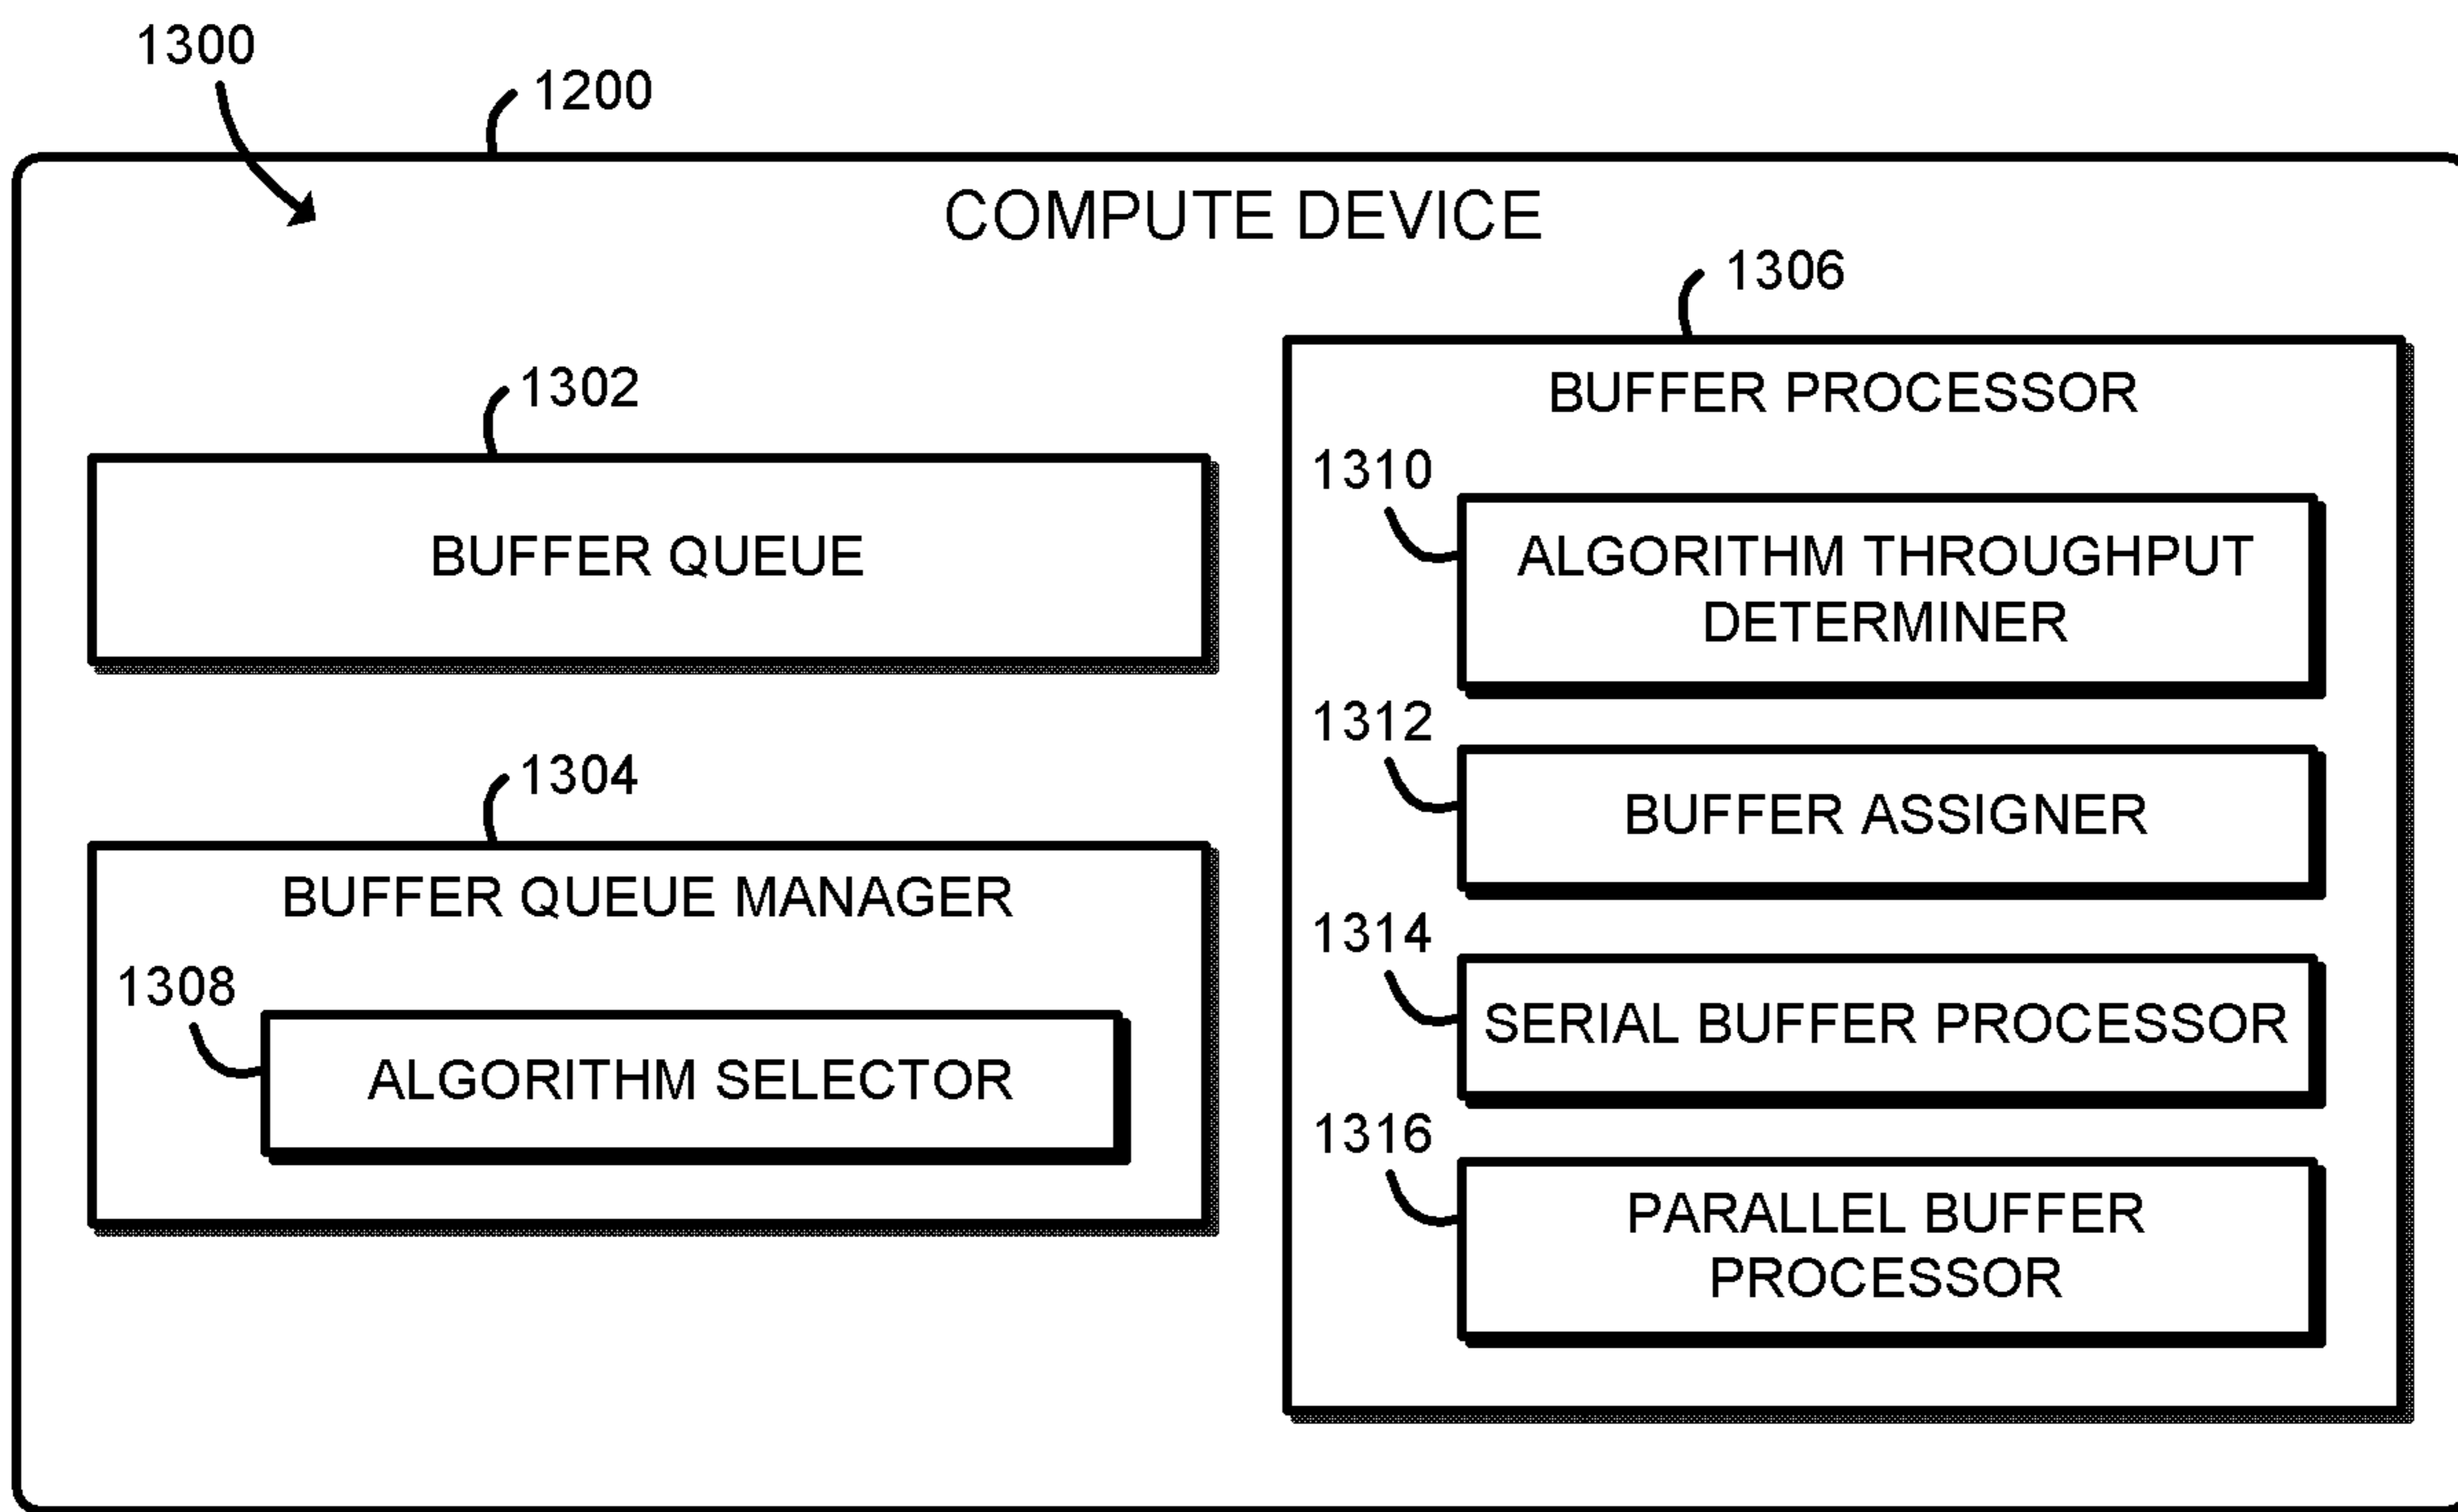 1300
1200
COMPUTE DEVICE
1302
BUFFER QUEUE
1304
BUFFER QUEUE MANAGER
1308
ALGORITHM SELECTOR
1306
BUFFER PROCESSOR
1310
ALGORITHM THROUGHPUT
DETERMINER
1312
BUFFER ASSIGNER
1314
SERIAL BUFFER PROCESSOR
1316
PARALLEL BUFFER
PROCESSOR